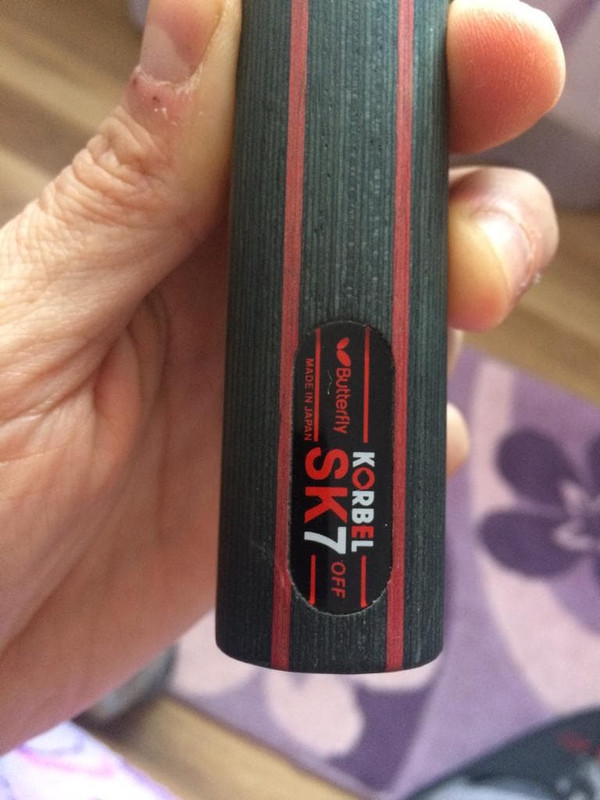 Butterfly
MADE IN JAPAN
KORBEL
SK7
OFF